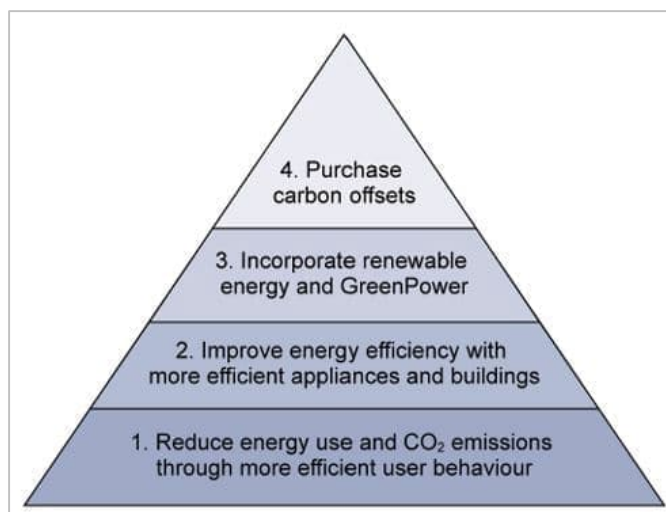 4. Purchase
carbon offsets
3. Incorporate renewable
energy and GreenPower
2. Improve energy efficiency with
more efficient appliances and buildings
1. Reduce energy use and CO₂ emissions
through more efficient user behaviour